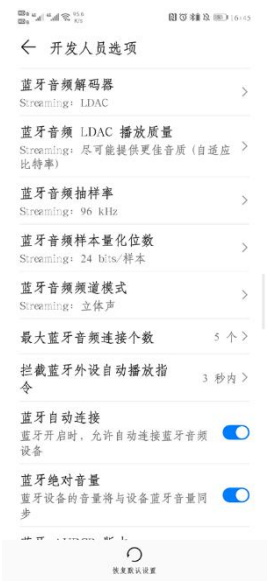 16:45
← 开发人员选项
蓝牙音频解码器
Streaming: LDAC
蓝牙音频 LDAC 播放质量
Streaming: 尽可能提供更佳音质 (自适应
比特率)
蓝牙音频抽样率
Streaming: 96 kHz
蓝牙音频样本量化位数
Streaming: 24 bits/样本
蓝牙音频频道模式
Streaming: 立体声
最大蓝牙音频连接个数 5 个
拦截蓝牙外设自动播放指
令 3 秒内
蓝牙自动连接
蓝牙开启时，允许自动连接蓝牙音频
设备
蓝牙绝对音量
蓝牙设备的音量将与设备蓝牙音量同
步
恢复默认设置